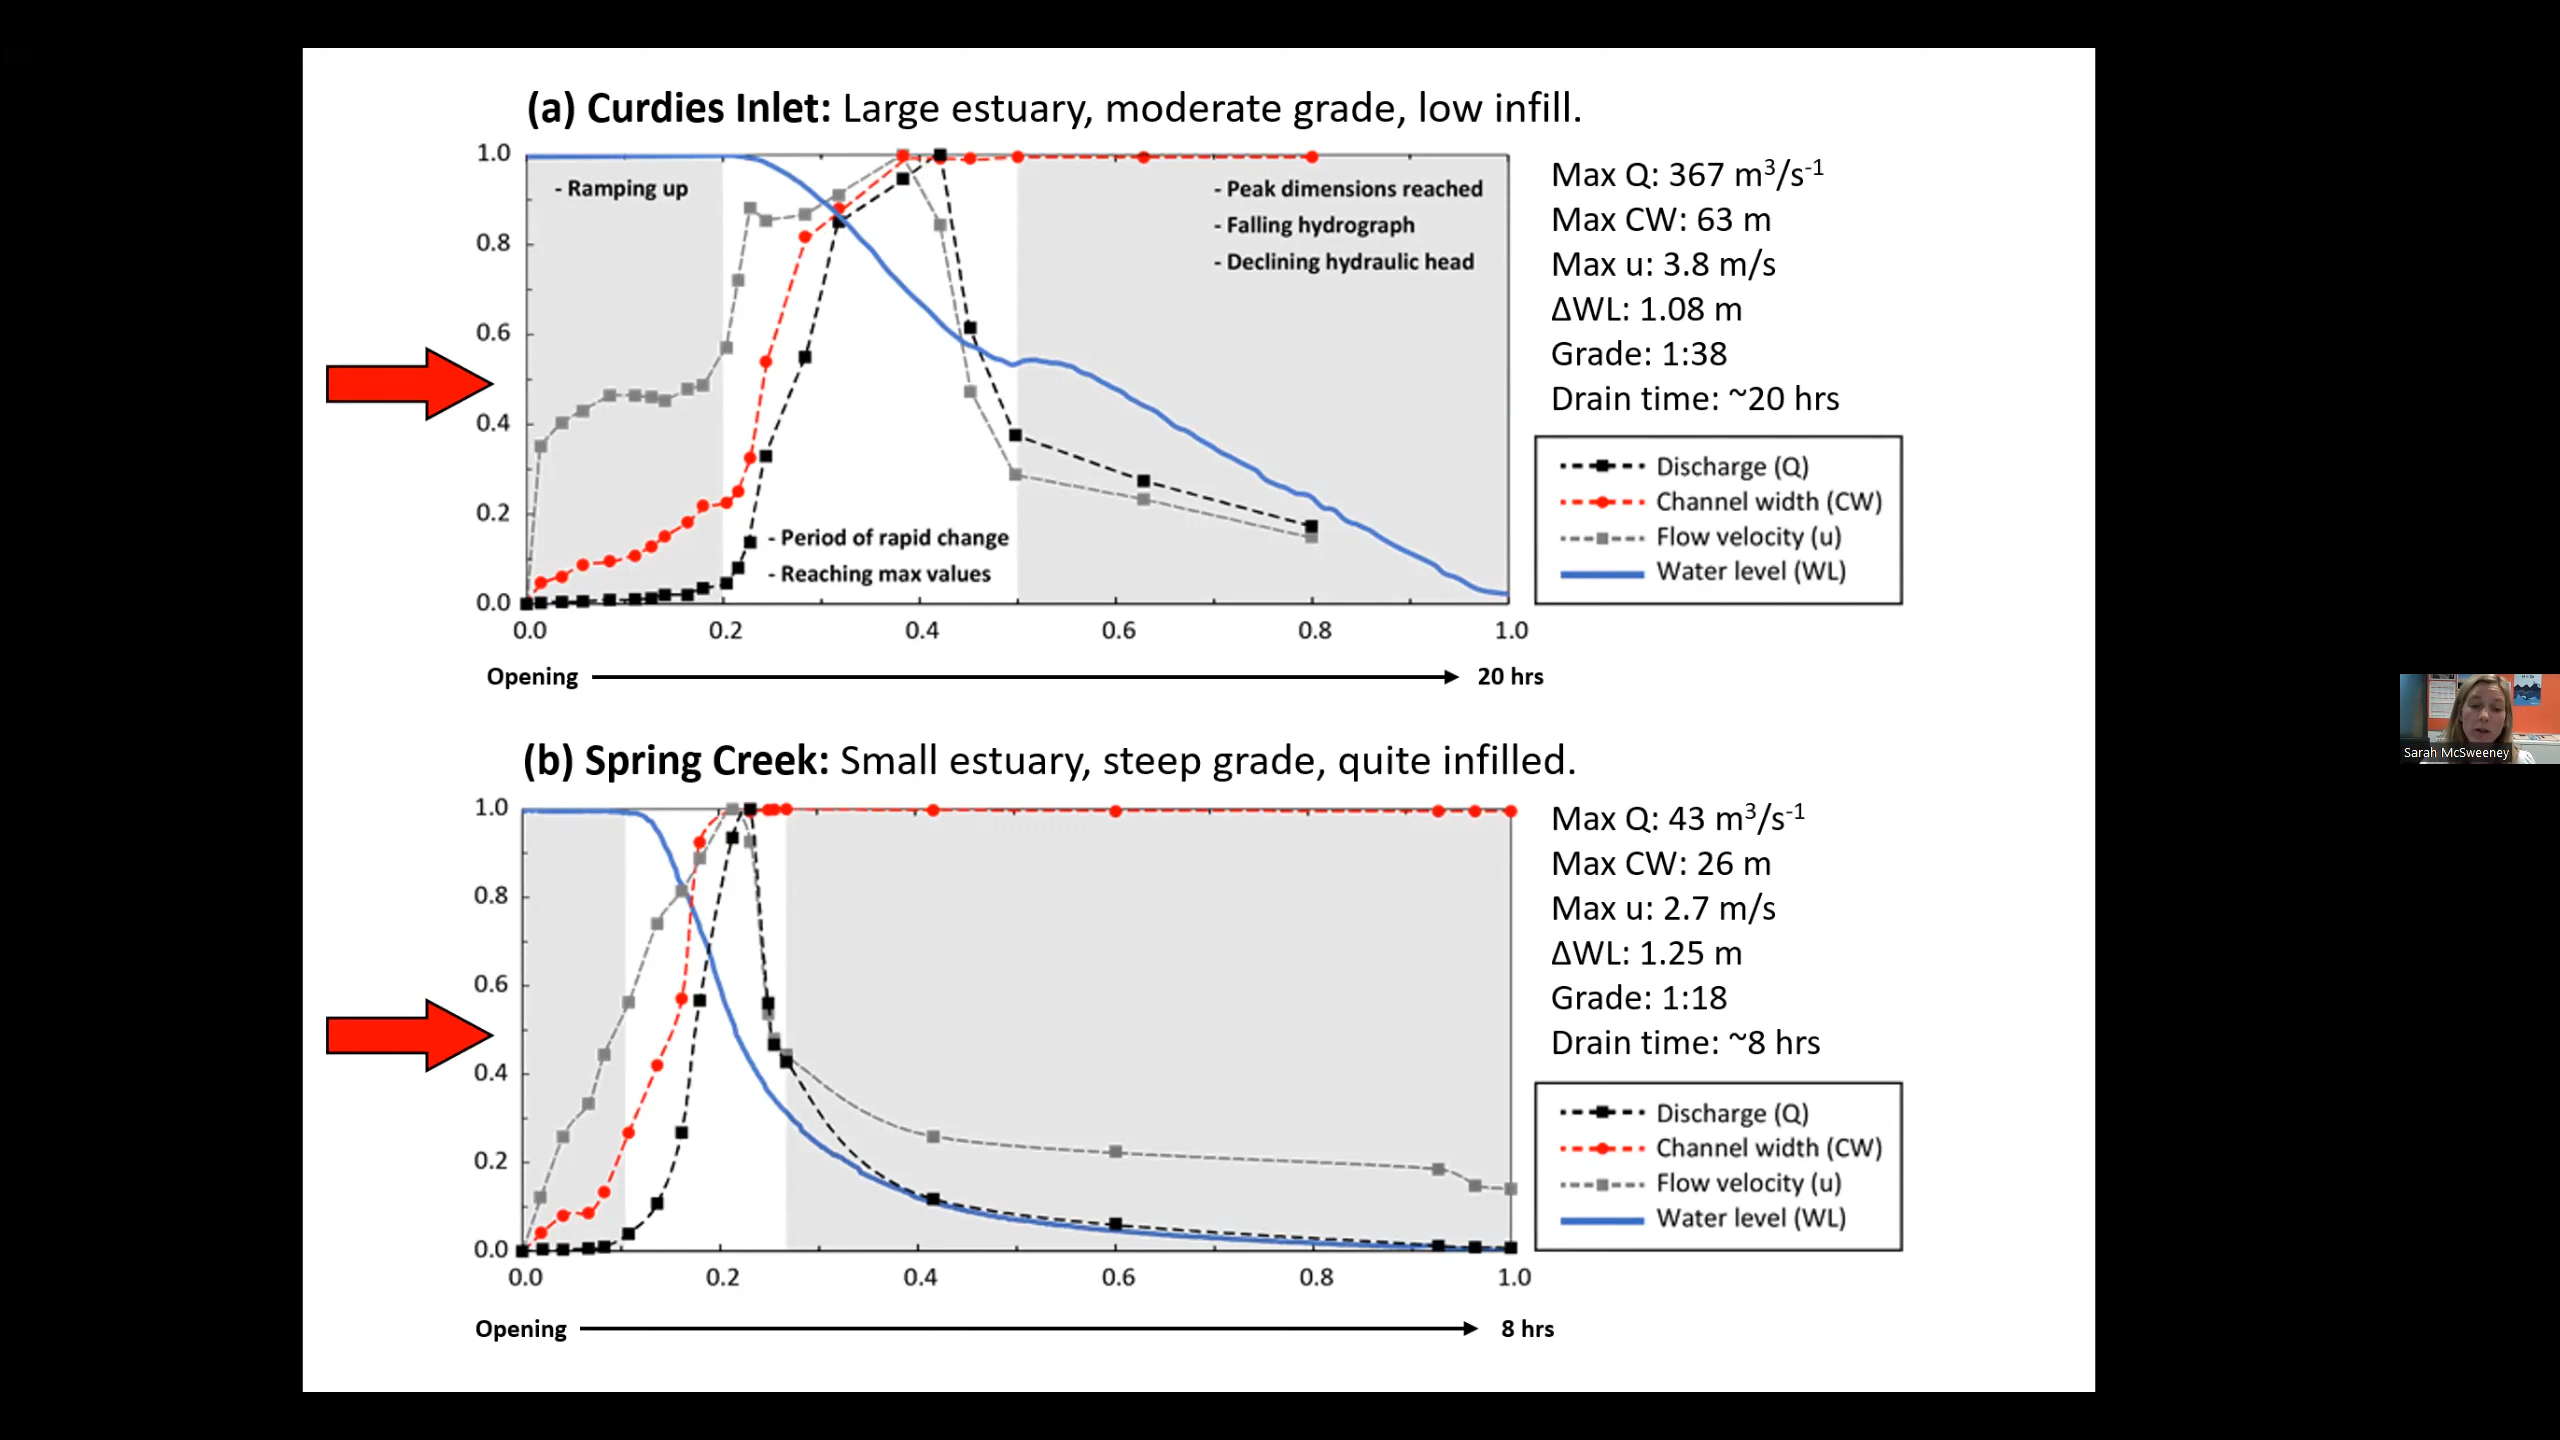 (a) Curdies Inlet: Large estuary, moderate grade, low infill.
1.0
0.8
0.6
0.4
0.2
0.0
- Ramping up
- Peak dimensions reached
- Falling hydrograph
- Declining hydraulic head
- Period of rapid change
- Reaching max values
0.0 0.2 0.4 0.6 0.8 1.0
Opening 20 hrs
Max Q: 367 m³/s⁻¹
Max CW: 63 m
Max u: 3.8 m/s
ΔWL: 1.08 m
Grade: 1:38
Drain time: ~20 hrs
Discharge (Q)
Channel width (CW)
Flow velocity (u)
Water level (WL)
Sarah McSweeney
(b) Spring Creek: Small estuary, steep grade, quite infilled.
1.0
0.8
0.6
0.4
0.2
0.0
0.0 0.2 0.4 0.6 0.8 1.0
Opening 8 hrs
Max Q: 43 m³/s⁻¹
Max CW: 26 m
Max u: 2.7 m/s
ΔWL: 1.25 m
Grade: 1:18
Drain time: ~8 hrs
Discharge (Q)
Channel width (CW)
Flow velocity (u)
Water level (WL)